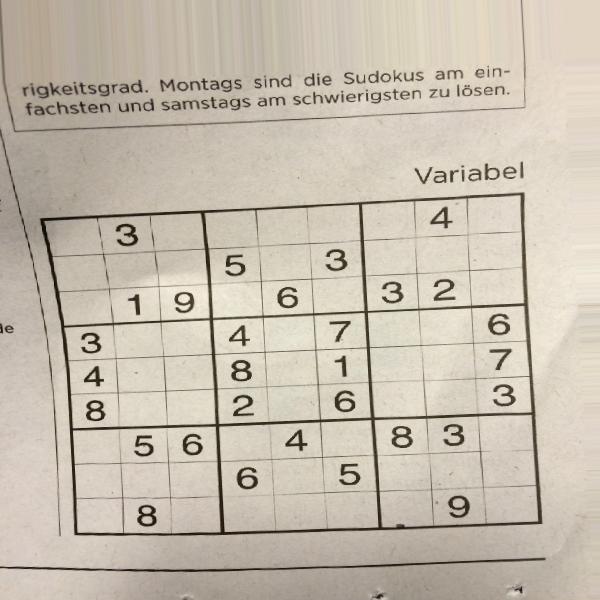 rigkeitsgrad. Montags sind die Sudokus am ein-
fachsten und samstags am schwierigsten zu lösen.
Variabel
3 4
5 3
1 9 6 3 2
3 4 7 6
4 8 1 7
8 2 6 3
5 6 4 8 3
6 5
8 9